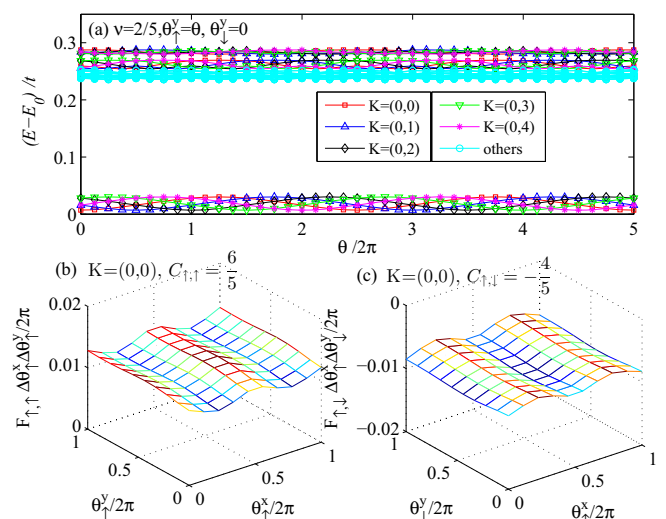 (a) ν=2/5,θ↑^y=θ, θ↓^y=0
(E−E₀)/t
0.3
0.2
0.1
0
K=(0,0)
K=(0,1)
K=(0,2)
K=(0,3)
K=(0,4)
others
0 1 2 3 4 5
θ/2π
(b) K=(0,0), C↑,↑ = 6/5
F↑,↑ Δθ↑^x Δθ↑^y/2π
0.02
0.01
0
1
0.5
0
θ↑^y/2π
0
0.5
1
θ↑^x/2π
(c) K=(0,0), C↑,↓ = −4/5
F↑,↓ Δθ↑^x Δθ↓^y/2π
0
−0.01
−0.02
1
0.5
0
θ↓^y/2π
0
0.5
1
θ↑^x/2π